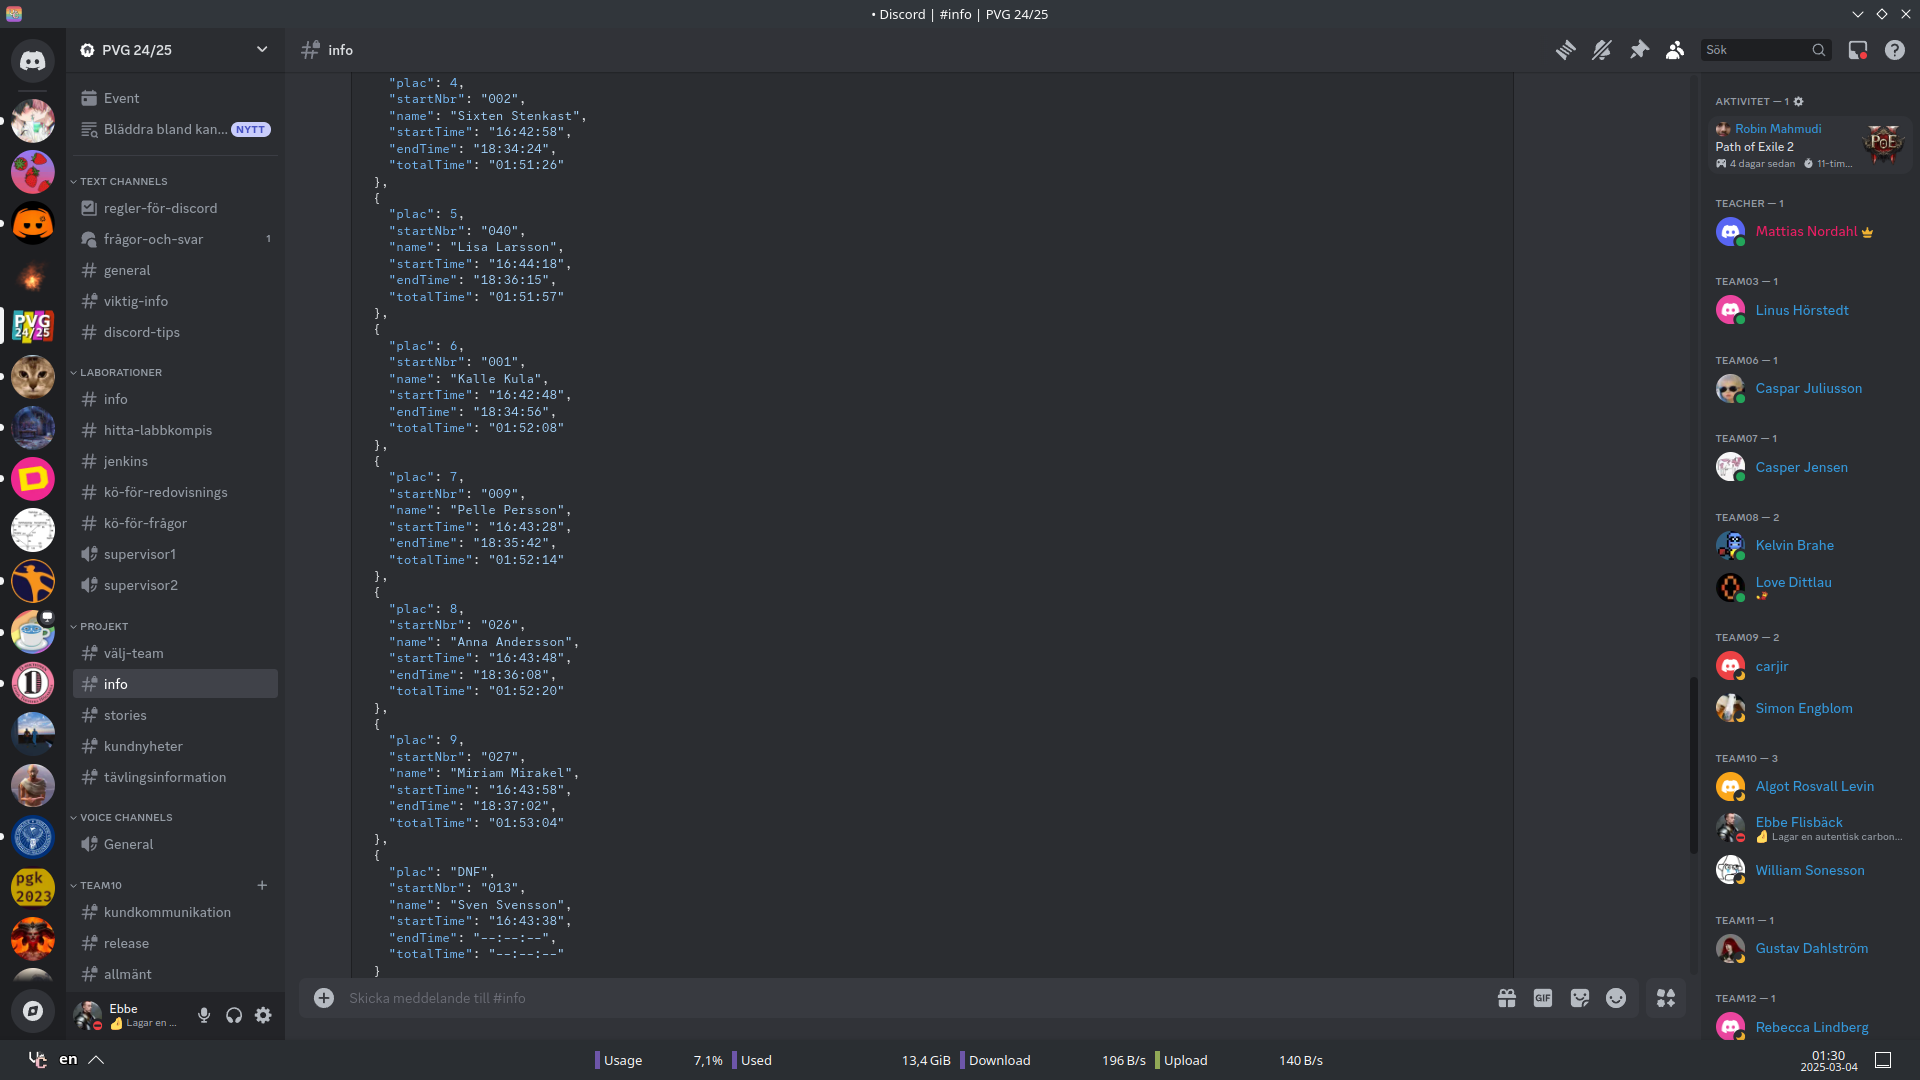 • Discord | #info | PVG 24/25
PVG 24/25
Event
Bläddra bland kan... NYTT
TEXT CHANNELS
regler-för-discord
frågor-och-svar 1
general
viktig-info
discord-tips
LABORATIONER
info
hitta-labbkompis
jenkins
kö-för-redovisnings
kö-för-frågor
supervisor1
supervisor2
PROJEKT
välj-team
info
stories
kundnyheter
tävlingsinformation
VOICE CHANNELS
General
TEAM10
kundkommunikation
release
allmänt
Ebbe
Lagar en ...
PVG
24/25
pgk
2023
info
Sök
"plac": 4,
"startNbr": "002",
"name": "Sixten Stenkast",
"startTime": "16:42:58",
"endTime": "18:34:24",
"totalTime": "01:51:26"
},
{
"plac": 5,
"startNbr": "040",
"name": "Lisa Larsson",
"startTime": "16:44:18",
"endTime": "18:36:15",
"totalTime": "01:51:57"
},
{
"plac": 6,
"startNbr": "001",
"name": "Kalle Kula",
"startTime": "16:42:48",
"endTime": "18:34:56",
"totalTime": "01:52:08"
},
{
"plac": 7,
"startNbr": "009",
"name": "Pelle Persson",
"startTime": "16:43:28",
"endTime": "18:35:42",
"totalTime": "01:52:14"
},
{
"plac": 8,
"startNbr": "026",
"name": "Anna Andersson",
"startTime": "16:43:48",
"endTime": "18:36:08",
"totalTime": "01:52:20"
},
{
"plac": 9,
"startNbr": "027",
"name": "Miriam Mirakel",
"startTime": "16:43:58",
"endTime": "18:37:02",
"totalTime": "01:53:04"
},
{
"plac": "DNF",
"startNbr": "013",
"name": "Sven Svensson",
"startTime": "16:43:38",
"endTime": "--:--:--",
"totalTime": "--:--:--"
}
Skicka meddelande till #info
GIF
AKTIVITET — 1
Robin Mahmudi
Path of Exile 2
4 dagar sedan 11-tim...
PoE
TEACHER — 1
Mattias Nordahl
TEAM03 — 1
Linus Hörstedt
TEAM06 — 1
Caspar Juliusson
TEAM07 — 1
Casper Jensen
TEAM08 — 2
Kelvin Brahe
Love Dittlau
TEAM09 — 2
carjir
Simon Engblom
TEAM10 — 3
Algot Rosvall Levin
Ebbe Flisbäck
Lagar en autentisk carbon...
William Sonesson
TEAM11 — 1
Gustav Dahlström
TEAM12 — 1
Rebecca Lindberg
en
Usage 7,1%
Used 13,4 GiB
Download 196 B/s
Upload 140 B/s
01:30
2025-03-04